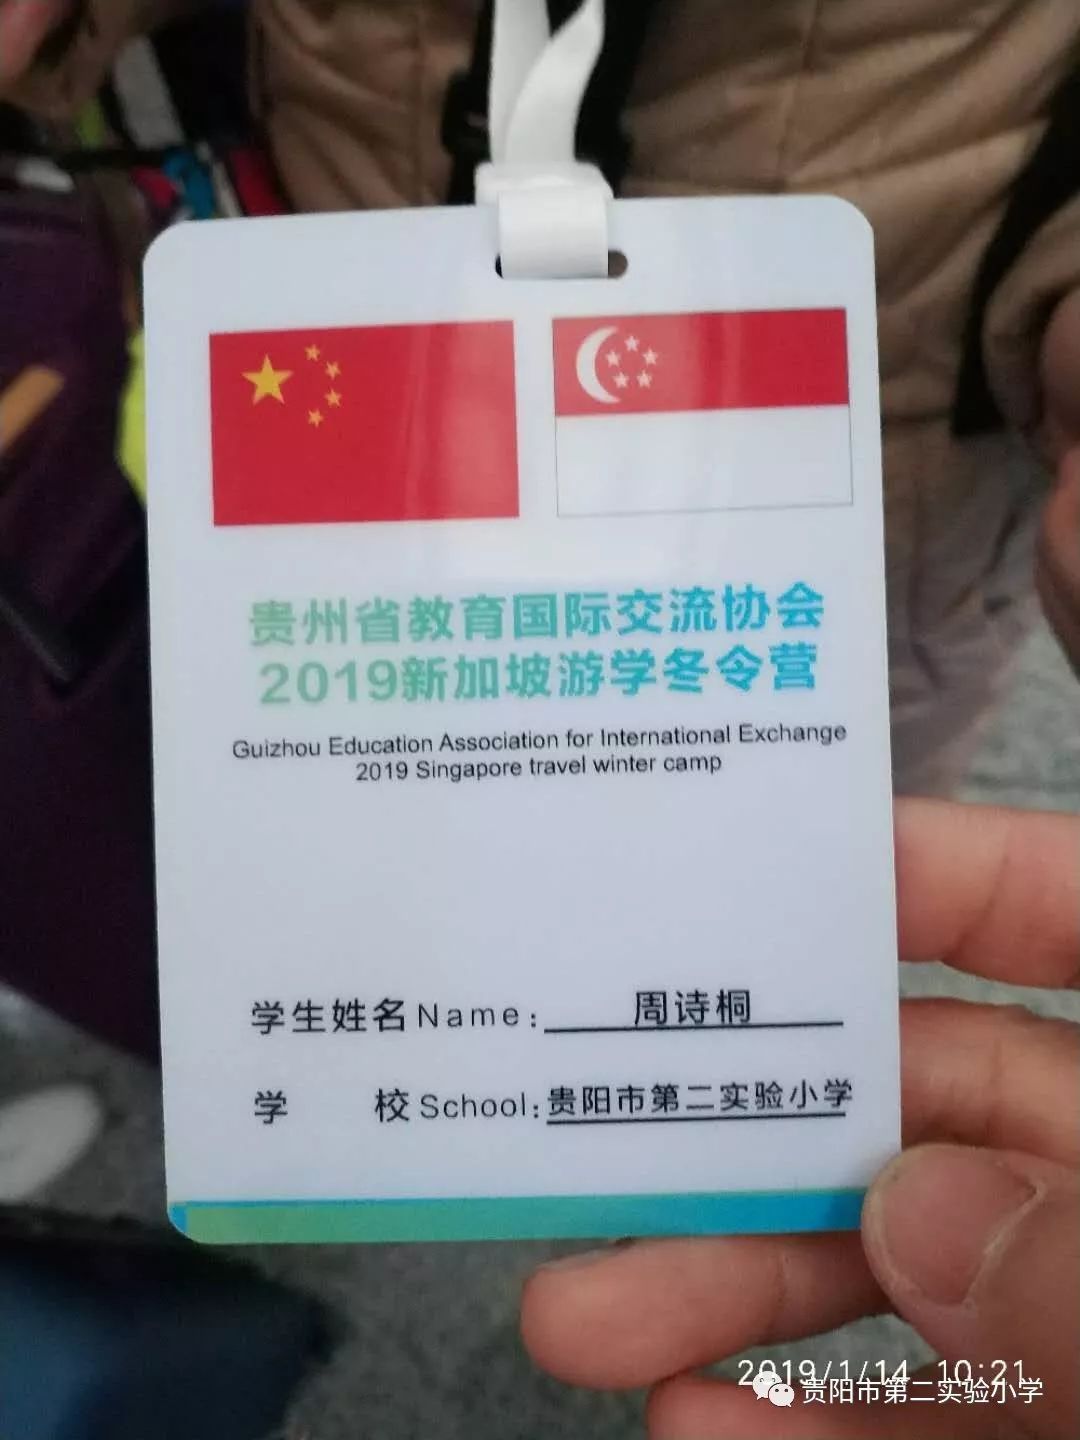 贵州省教育国际交流协会
2019新加坡游学冬令营
Guizhou Education Association for International Exchange
2019 Singapore travel winter camp
学生姓名Name: 周诗桐
学 校School: 贵阳市第二实验小学
2019/1/14 10:21
贵阳市第二实验小学